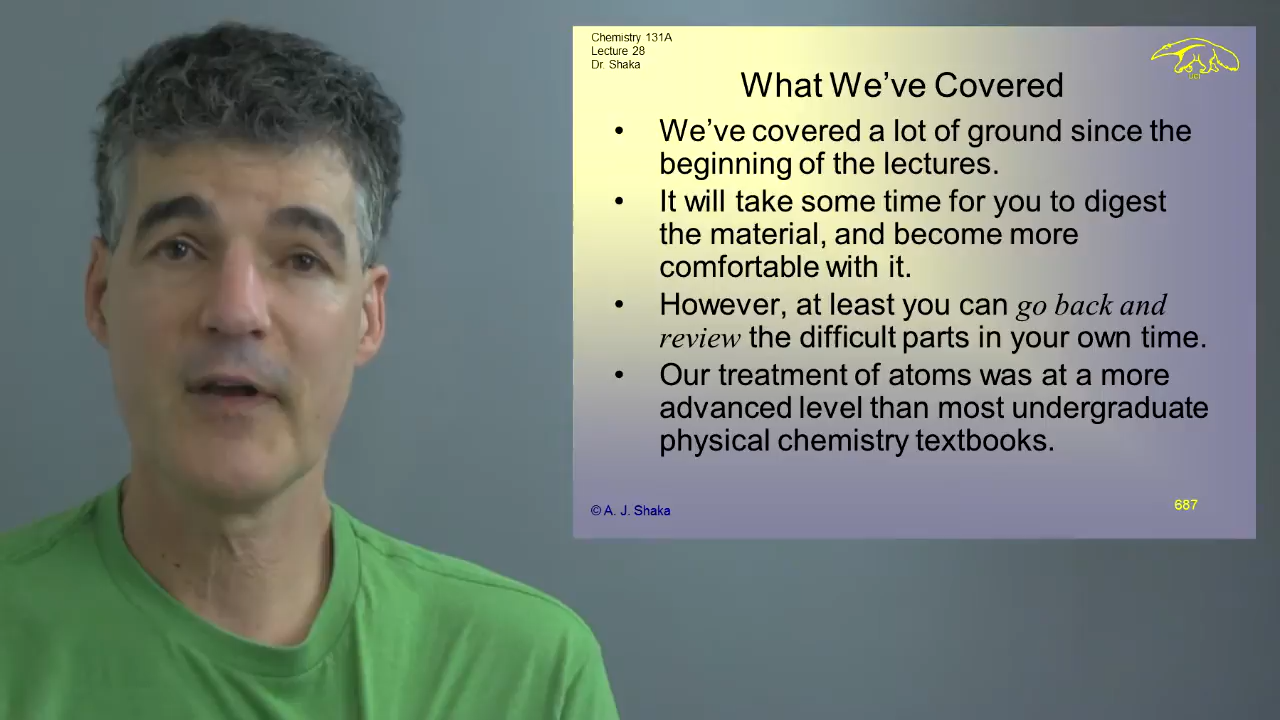 Chemistry 131A
Lecture 28
Dr. Shaka
UCI
What We’ve Covered
• We’ve covered a lot of ground since the
beginning of the lectures.
• It will take some time for you to digest
the material, and become more
comfortable with it.
• However, at least you can go back and
review the difficult parts in your own time.
• Our treatment of atoms was at a more
advanced level than most undergraduate
physical chemistry textbooks.
© A. J. Shaka
687